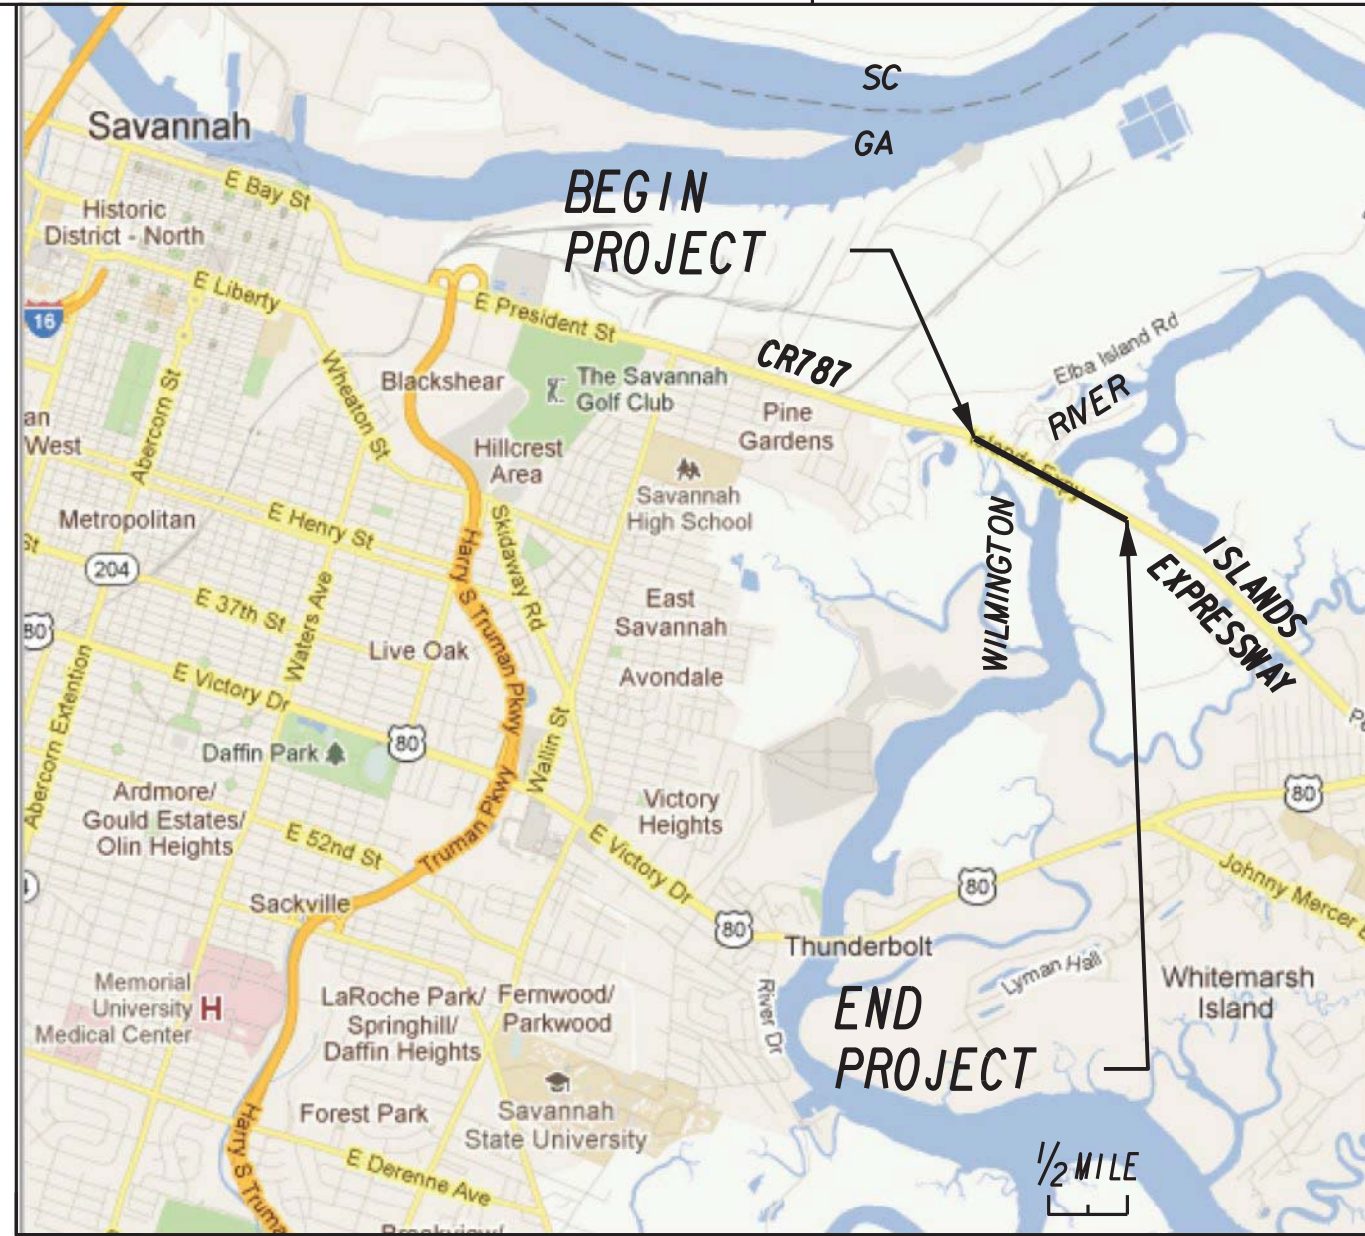 SC
GA
Savannah
BEGIN
PROJECT
E Bay St
Historic
District - North
E Liberty
16
E President St
CR787
Elba Island Rd
RIVER
Islands Expy
Wheaton St
Blackshear
The Savannah
Golf Club
Pine
Gardens
an
West
Abercorn St
Hillcrest
Area
Savannah
High School
Metropolitan
E Henry St
Skidaway Rd
Harry S Truman Pkwy
WILMINGTON
ISLANDS
EXPRESSWAY
St
204
E 37th St
Waters Ave
East
Savannah
80
Live Oak
Avondale
E Victory Dr
Abercorn Extention
Daffin Park
80
Wallin St
Ardmore/
Gould Estates/
Olin Heights
Truman Pkwy
Victory
Heights
80
E 52nd St
E Victory Dr
Johnny Mercer
Sackville
80
80
Thunderbolt
Lyman Hall
Whitemarsh
Island
Memorial
University
Medical Center
H
LaRoche Park/
Springhill/
Daffin Heights
Fernwood/
Parkwood
River Dr
END
PROJECT
Forest Park
Savannah
State University
Harry S Truma
E Derenne Ave
1/2 MILE